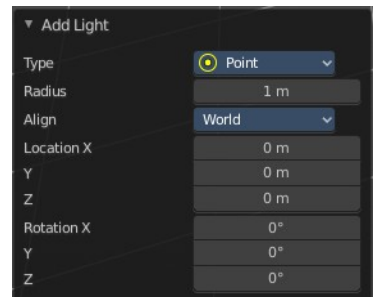 Add Light
Type Point
Radius 1 m
Align World
Location X 0 m
Y 0 m
Z 0 m
Rotation X 0°
Y 0°
Z 0°